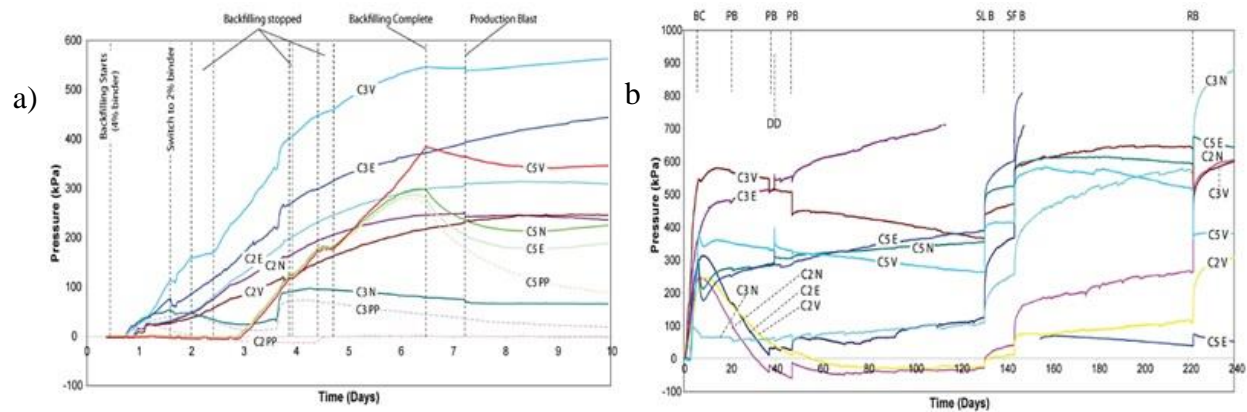 a)
Backfill stopped
Backfilling Complete
Production Blast
600
500
400
300
200
100
0
-100
Pressure (kPa)
Backfilling Starts
(4% binder)
Switch to 2% binder
C3 V
C3 E
C5 V
C2 E
C2 N
C2 V
C5 N
C5 E
C5 PP
C3 N
C3 PP
C2 PP
0 1 2 3 4 5 6 7 8 9 10
Time (Days)
b
BC PB PB PB SL B SF B RB
1000
900
800
700
600
500
400
300
200
100
0
-100
Pressure (kPa)
DD
C3 N
C5 E
C2 N
C3 V
C3 V
C3 E
C5 E
C5 N
C5 V
C2 N
C3 N
C2 E
C2 V
C2 E
C2 V
C5 E
0 20 40 60 80 100 120 140 160 180 200 220 240
Time (Days)